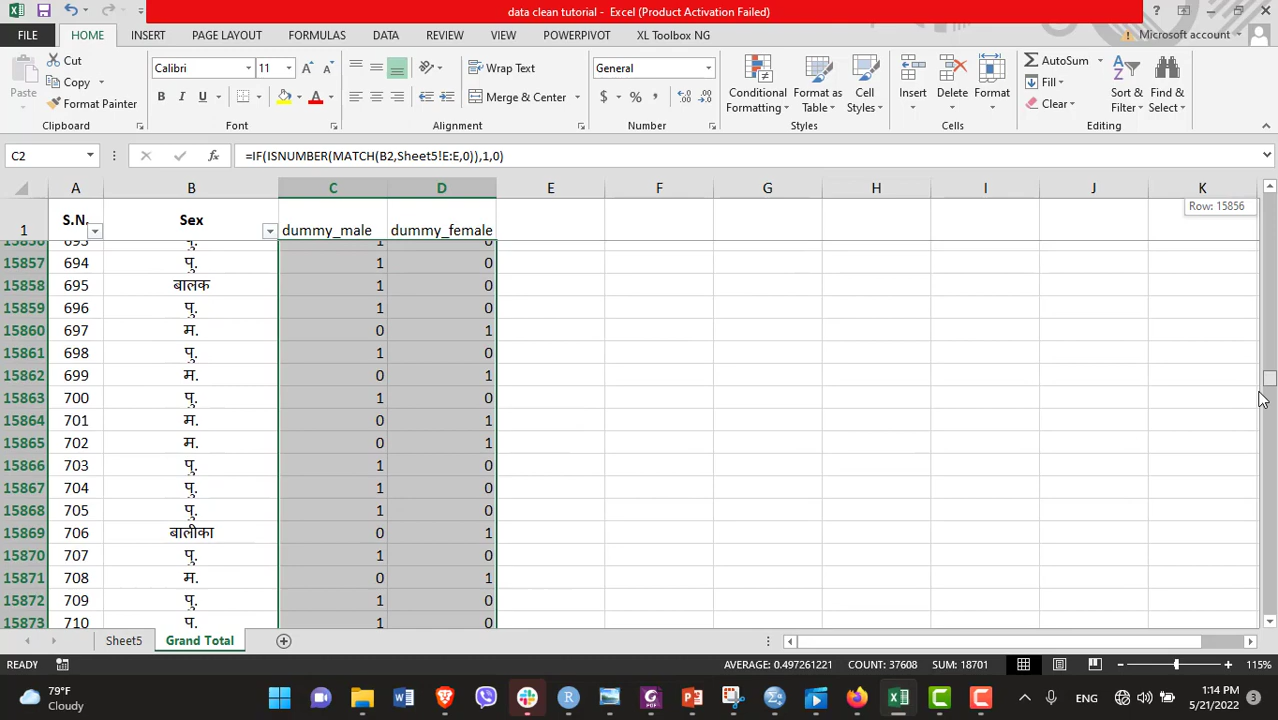 data clean tutorial - Excel (Product Activation Failed)
FILE HOME INSERT PAGE LAYOUT FORMULAS DATA REVIEW VIEW POWERPIVOT XL Toolbox NG Microsoft account
Cut
Copy
Format Painter
Paste
Calibri 11
B I U
Wrap Text
Merge & Center
General
$ %
Conditional Formatting
Format as Table
Cell Styles
Insert
Delete
Format
AutoSum
Fill
Clear
Sort & Filter
Find & Select
Clipboard Font Alignment Number Styles Cells Editing
C2 =IF(ISNUMBER(MATCH(B2,Sheet5!E:E,0)),1,0)
A B C D E F G H I J K
Row: 15856
1 S.N. Sex dummy_male dummy_female
15856 693 पु. 1 0
15857 694 पु. 1 0
15858 695 बालक 1 0
15859 696 पु. 1 0
15860 697 म. 0 1
15861 698 पु. 1 0
15862 699 म. 0 1
15863 700 पु. 1 0
15864 701 म. 0 1
15865 702 म. 0 1
15866 703 पु. 1 0
15867 704 पु. 1 0
15868 705 पु. 1 0
15869 706 बालीका 0 1
15870 707 पु. 1 0
15871 708 म. 0 1
15872 709 पु. 1 0
15873 710 पु. 1 0
Sheet5 Grand Total
READY AVERAGE: 0.497261221 COUNT: 37608 SUM: 18701 115%
79°F
Cloudy
ENG
1:14 PM
5/21/2022
3